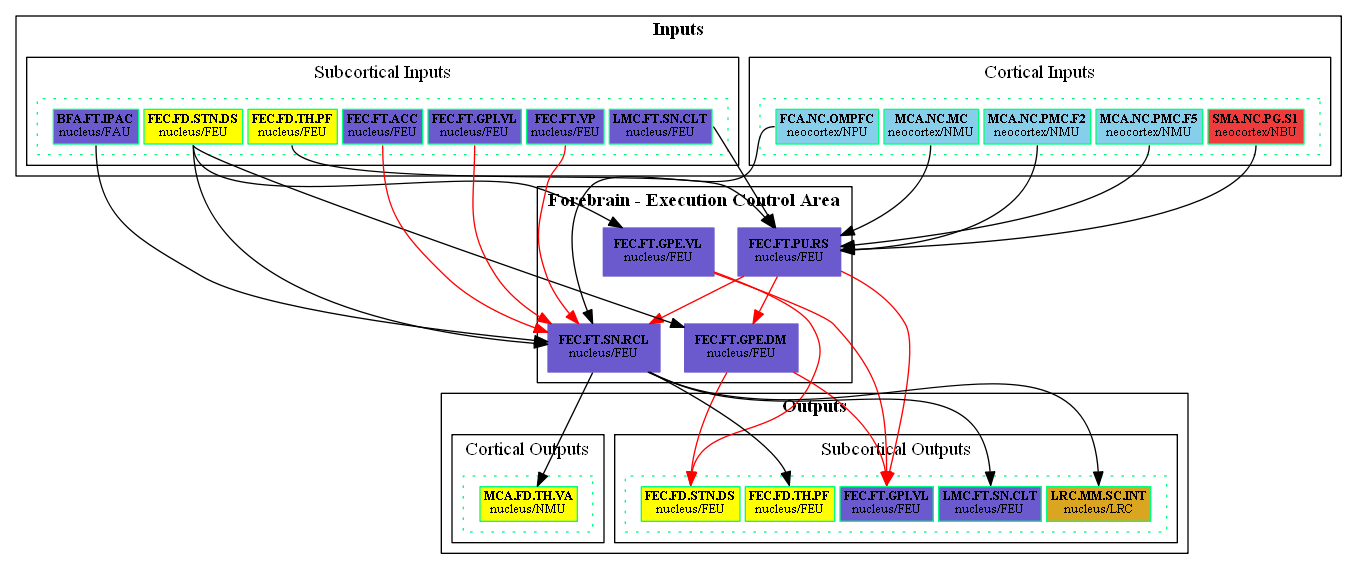 Inputs
Subcortical Inputs
Cortical Inputs
BFA.FT.IPAC
nucleus/FAU
FEC.FD.STN.DS
nucleus/FEU
FEC.FD.TH.PF
nucleus/FEU
FEC.FT.ACC
nucleus/FEU
FEC.FT.GPI.VL
nucleus/FEU
FEC.FT.VP
nucleus/FEU
LMC.FT.SN.CLT
nucleus/FEU
FCA.NC.OMPFC
neocortex/NPU
MCA.NC.MC
neocortex/NMU
MCA.NC.PMC.F2
neocortex/NMU
MCA.NC.PMC.F5
neocortex/NMU
SMA.NC.PG.S1
neocortex/NBU
Forebrain - Execution Control Area
FEC.FT.GPE.VL
nucleus/FEU
FEC.FT.PU.RS
nucleus/FEU
FEC.FT.SN.RCL
nucleus/FEU
FEC.FT.GPE.DM
nucleus/FEU
Outputs
Cortical Outputs
Subcortical Outputs
MCA.FD.TH.VA
nucleus/NMU
FEC.FD.STN.DS
nucleus/FEU
FEC.FD.TH.PF
nucleus/FEU
FEC.FT.GPI.VL
nucleus/FEU
LMC.FT.SN.CLT
nucleus/FEU
LRC.MM.SC.INT
nucleus/LRC